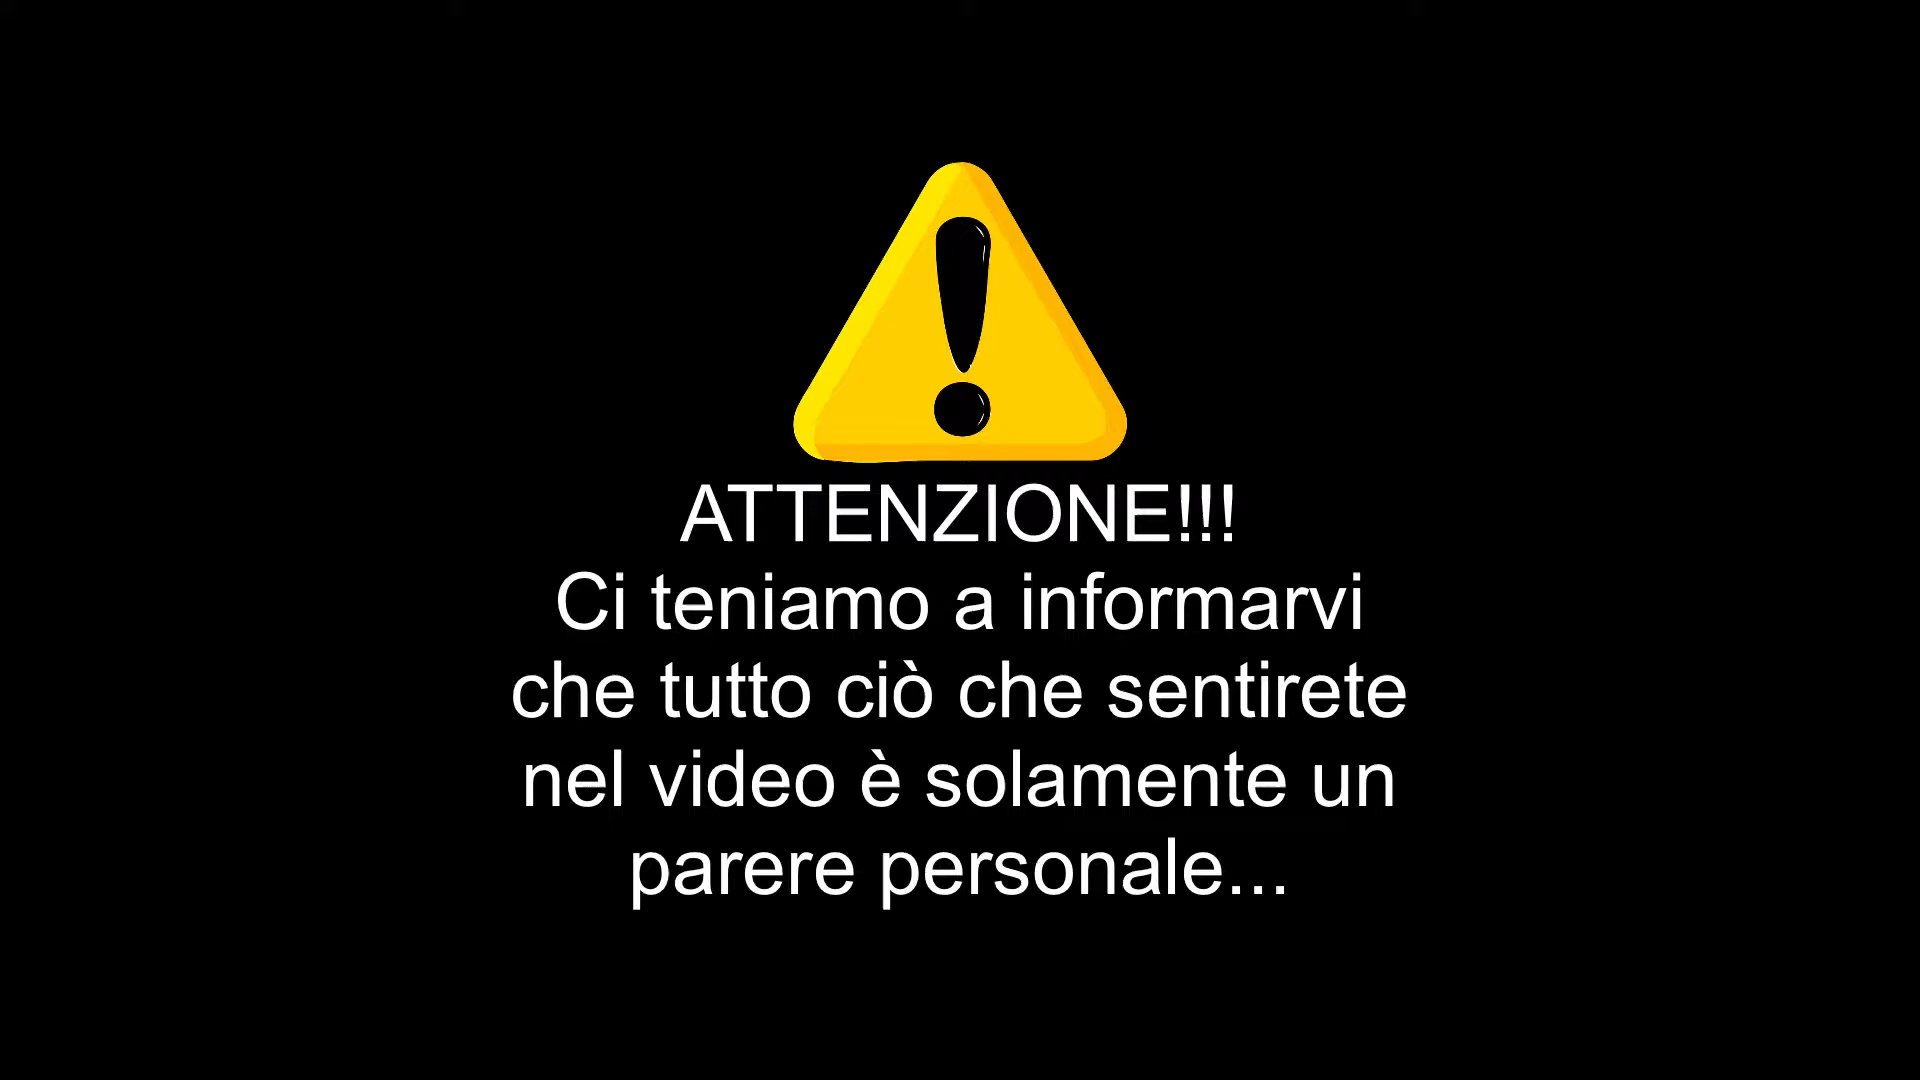 ATTENZIONE!!!
Ci teniamo a informarvi
che tutto ciò che sentirete
nel video è solamente un
parere personale...